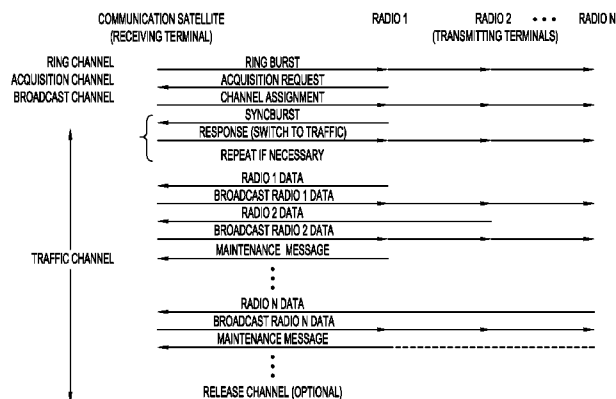 COMMUNICATION SATELLITE RADIO 1 RADIO 2 ••• RADIO N
(RECEIVING TERMINAL) (TRANSMITTING TERMINALS)
RING CHANNEL RING BURST
ACQUISITION CHANNEL ACQUISITION REQUEST
BROADCAST CHANNEL CHANNEL ASSIGNMENT
SYNCBURST
RESPONSE (SWITCH TO TRAFFIC)
REPEAT IF NECESSARY
RADIO 1 DATA
BROADCAST RADIO 1 DATA
RADIO 2 DATA
BROADCAST RADIO 2 DATA
TRAFFIC CHANNEL MAINTENANCE MESSAGE
RADIO N DATA
BROADCAST RADIO N DATA
MAINTENANCE MESSAGE
RELEASE CHANNEL (OPTIONAL)